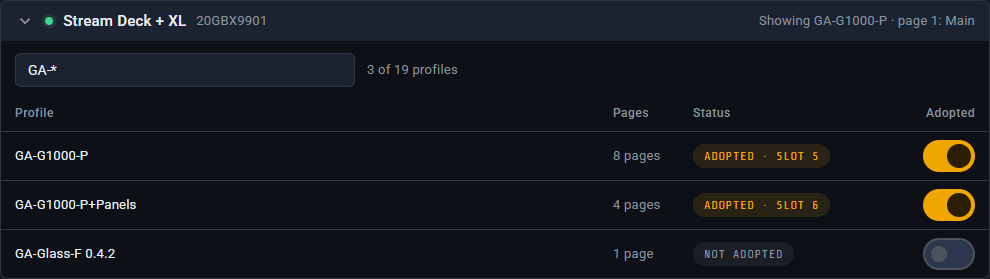 Stream Deck + XL 20GBX9901 Showing GA-G1000-P · page 1: Main
GA-* 3 of 19 profiles
Profile Pages Status Adopted
GA-G1000-P 8 pages ADOPTED · SLOT 5
GA-G1000-P+Panels 4 pages ADOPTED · SLOT 6
GA-Glass-F 0.4.2 1 page NOT ADOPTED